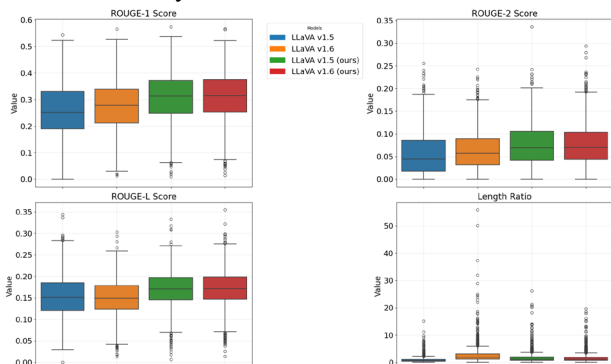 ROUGE-1 Score
Value
0.6
0.5
0.4
0.3
0.2
0.1
0.0
Models
LLaVA v1.5
LLaVA v1.6
LLaVA v1.5 (ours)
LLaVA v1.6 (ours)
ROUGE-2 Score
Value
0.35
0.30
0.25
0.20
0.15
0.10
0.05
0.00
ROUGE-L Score
Value
0.35
0.30
0.25
0.20
0.15
0.10
0.05
0.00
Length Ratio
Value
50
40
30
20
10
0